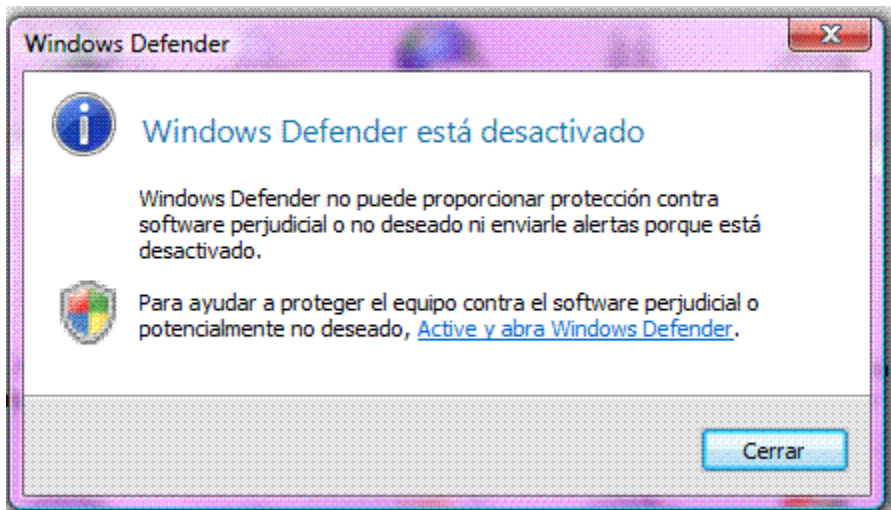 Windows Defender
Windows Defender está desactivado
Windows Defender no puede proporcionar protección contra
software perjudicial o no deseado ni enviarle alertas porque está
desactivado.
Para ayudar a proteger el equipo contra el software perjudicial o
potencialmente no deseado, Active y abra Windows Defender.
Cerrar